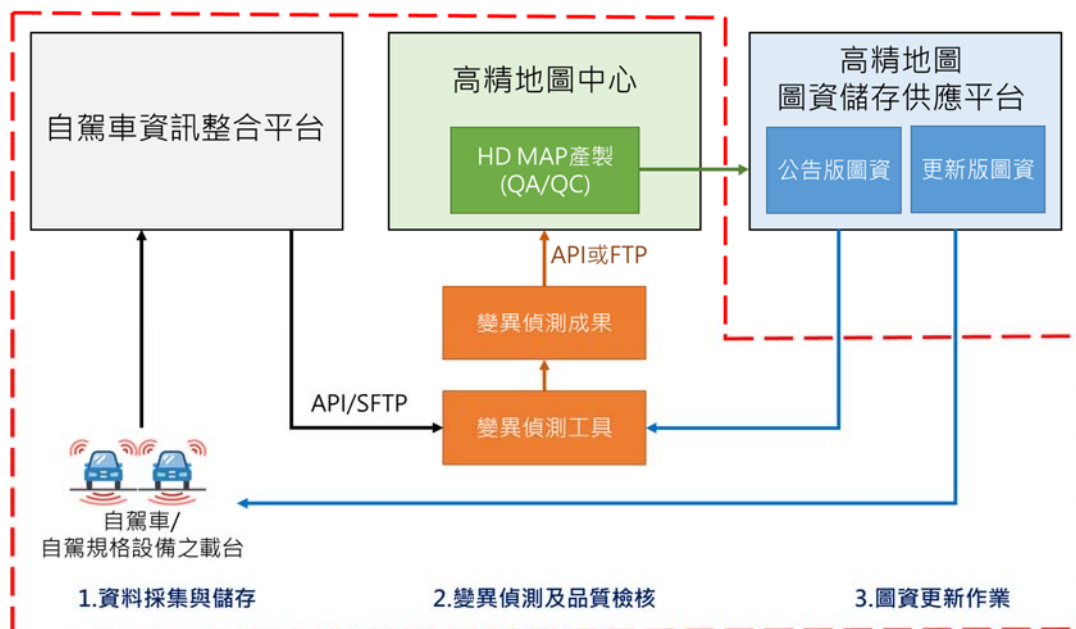 自駕車資訊整合平台
高精地圖中心
HD MAP產製
(QA/QC)
高精地圖
圖資儲存供應平台
公告版圖資
更新版圖資
API或FTP
變異偵測成果
API/SFTP
變異偵測工具
自駕車/
自駕規格設備之載台
1.資料採集與儲存
2.變異偵測及品質檢核
3.圖資更新作業